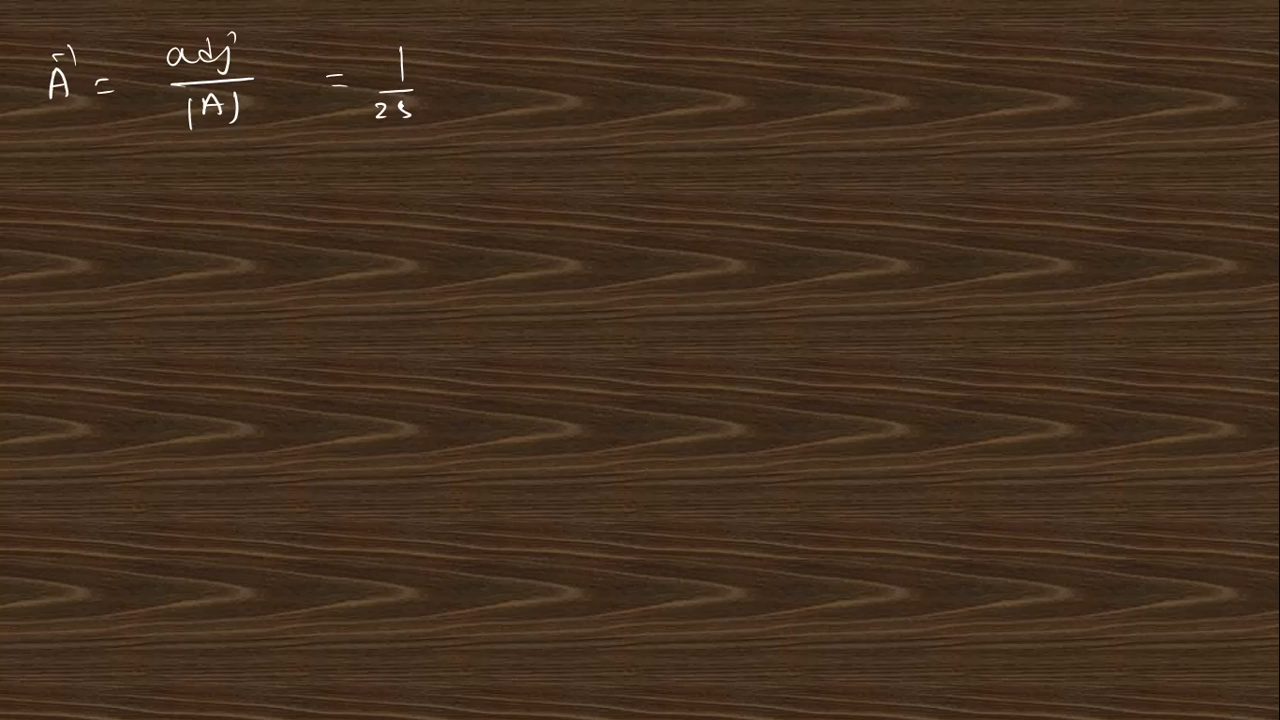 A⁻¹ = adj / |A| = 1 / 25